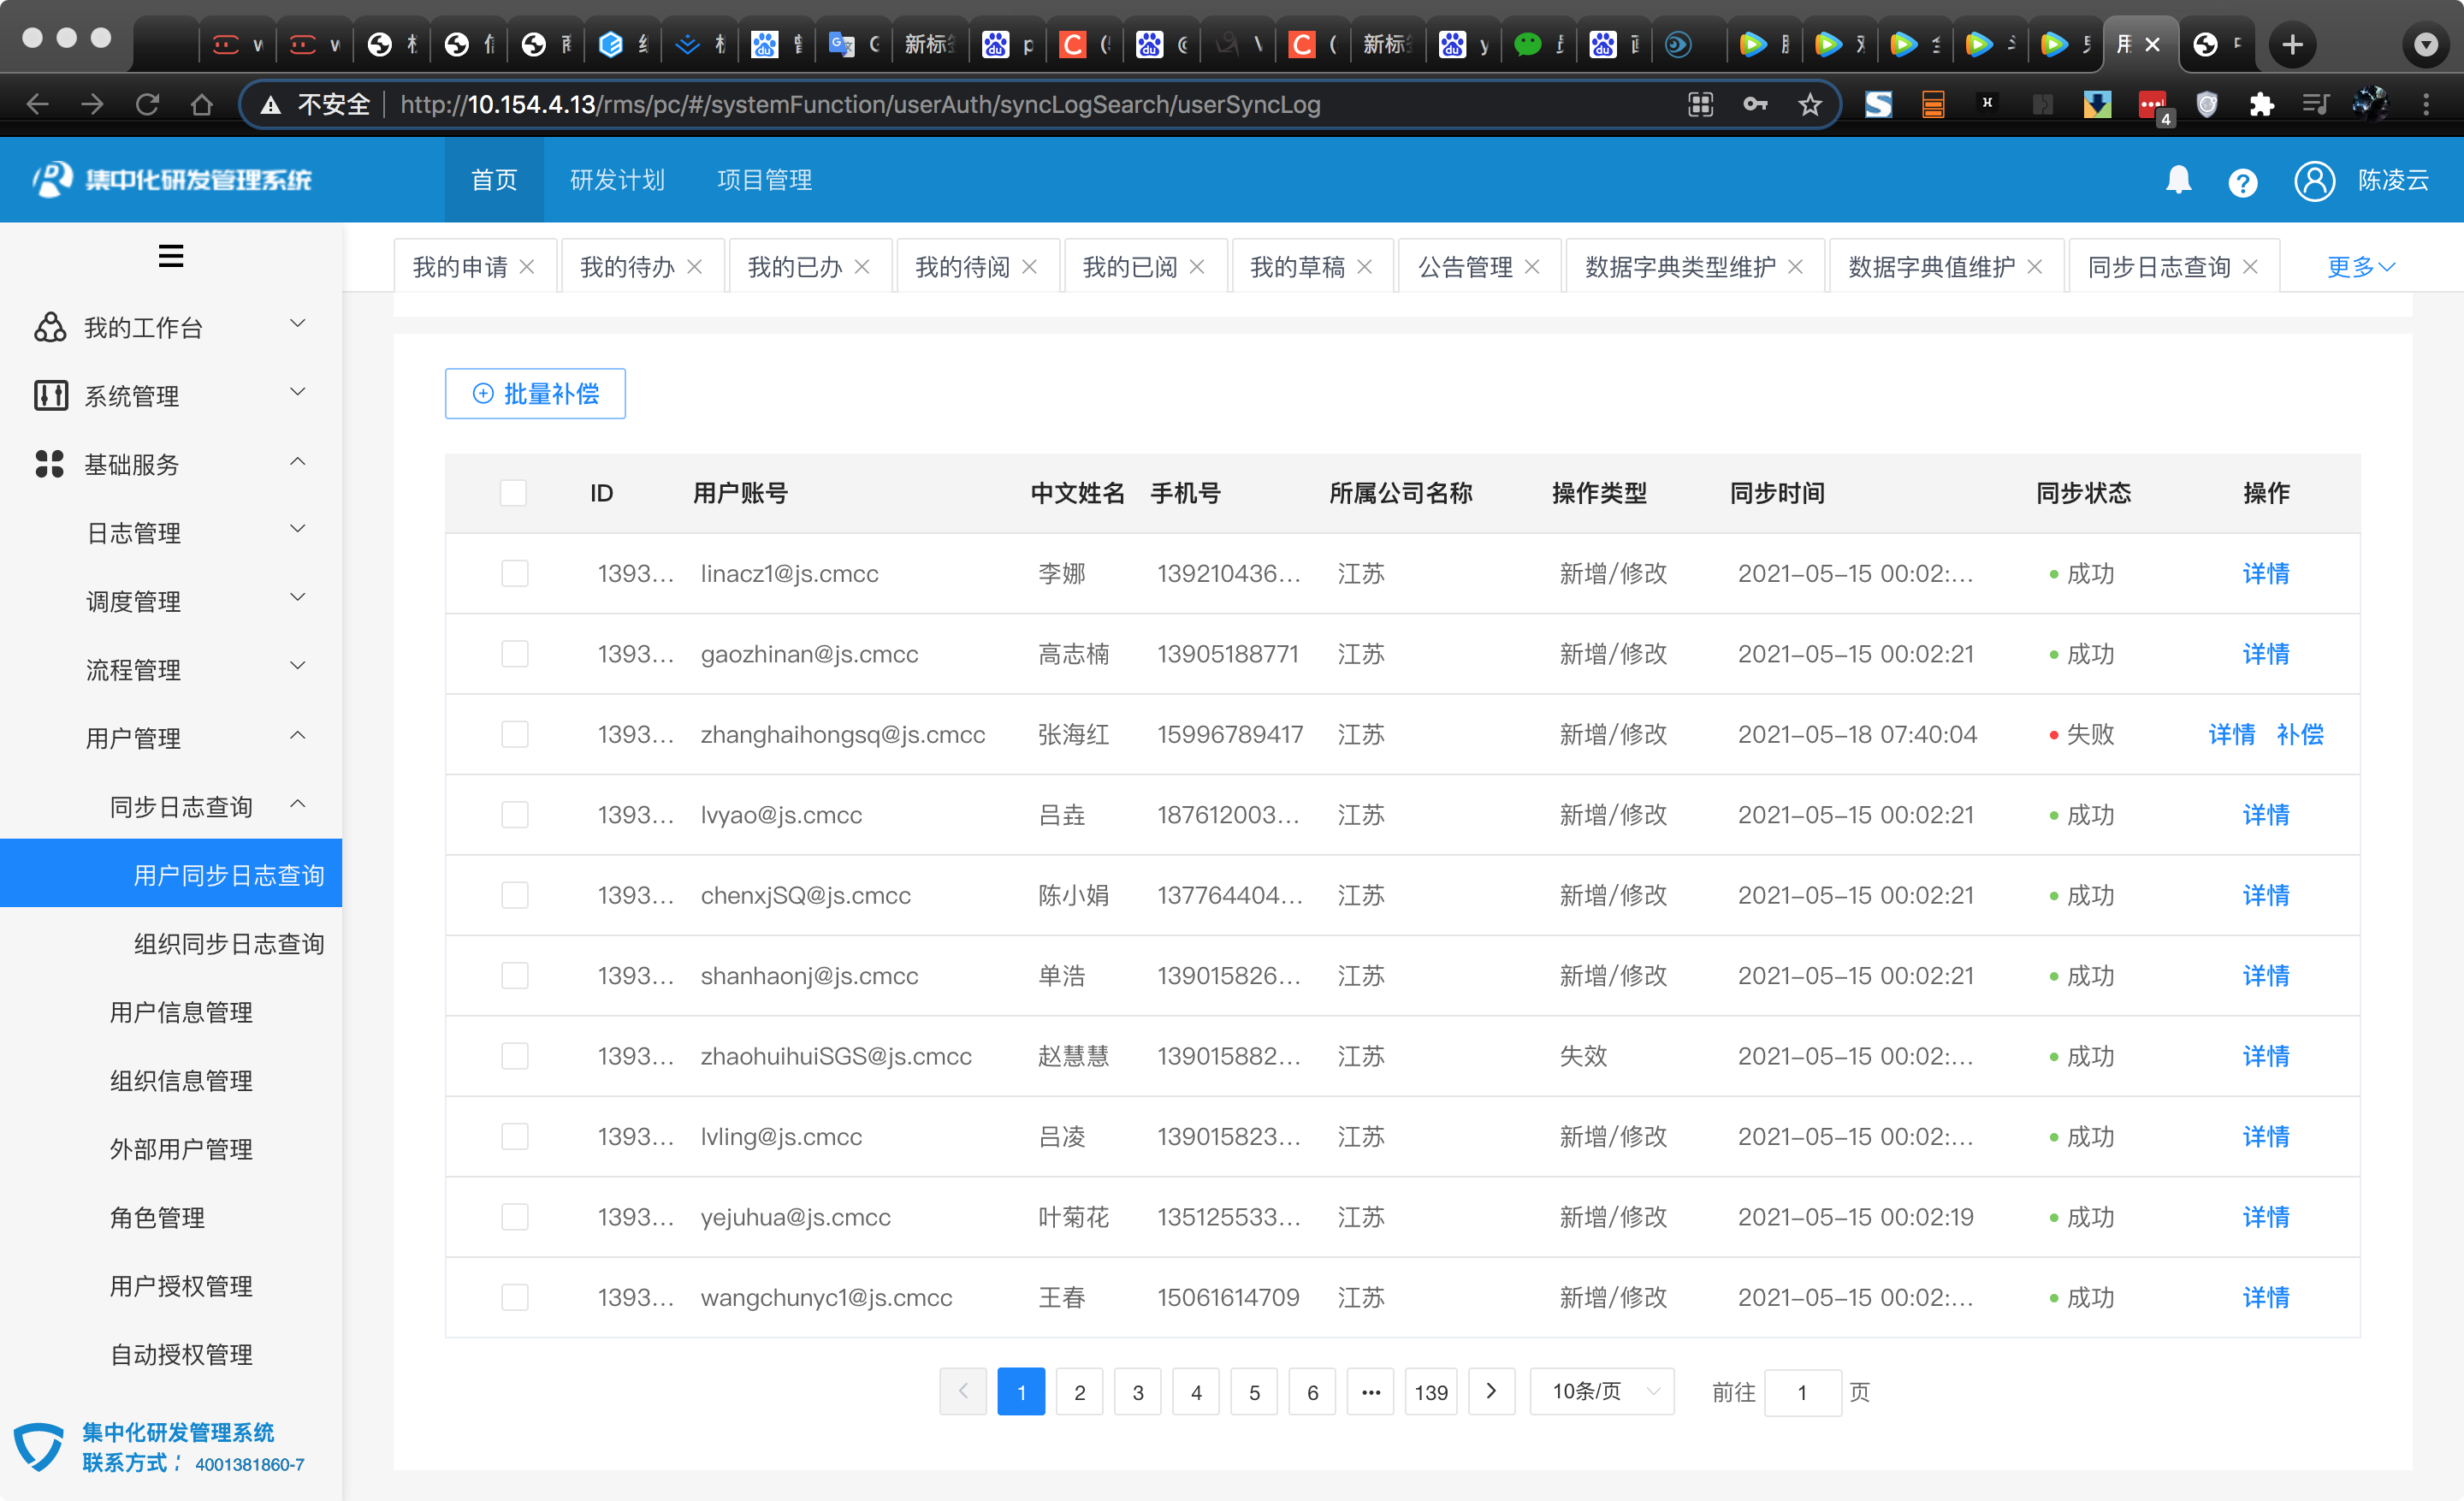 新标
新标
不安全 http://10.154.4.13/rms/pc/#/systemFunction/userAuth/syncLogSearch/userSyncLog
4
集中化研发管理系统 首页 研发计划 项目管理 陈凌云
我的申请 我的待办 我的已办 我的待阅 我的已阅 我的草稿 公告管理 数据字典类型维护 数据字典值维护 同步日志查询 更多
我的工作台
系统管理
基础服务
日志管理
调度管理
流程管理
用户管理
同步日志查询
用户同步日志查询
组织同步日志查询
用户信息管理
组织信息管理
外部用户管理
角色管理
用户授权管理
自动授权管理
集中化研发管理系统
联系方式： 4001381860-7
批量补偿
ID 用户账号 中文姓名 手机号 所属公司名称 操作类型 同步时间 同步状态 操作
1393... linacz1@js.cmcc 李娜 139210436... 江苏 新增/修改 2021-05-15 00:02:... 成功 详情
1393... gaozhinan@js.cmcc 高志楠 13905188771 江苏 新增/修改 2021-05-15 00:02:21 成功 详情
1393... zhanghaihongsq@js.cmcc 张海红 15996789417 江苏 新增/修改 2021-05-18 07:40:04 失败 详情 补偿
1393... lvyao@js.cmcc 吕垚 187612003... 江苏 新增/修改 2021-05-15 00:02:21 成功 详情
1393... chenxjSQ@js.cmcc 陈小娟 137764404... 江苏 新增/修改 2021-05-15 00:02:21 成功 详情
1393... shanhaonj@js.cmcc 单浩 139015826... 江苏 新增/修改 2021-05-15 00:02:21 成功 详情
1393... zhaohuihuiSGS@js.cmcc 赵慧慧 139015882... 江苏 失效 2021-05-15 00:02:... 成功 详情
1393... lvling@js.cmcc 吕凌 139015823... 江苏 新增/修改 2021-05-15 00:02:... 成功 详情
1393... yejuhua@js.cmcc 叶菊花 135125533... 江苏 新增/修改 2021-05-15 00:02:19 成功 详情
1393... wangchunyc1@js.cmcc 王春 15061614709 江苏 新增/修改 2021-05-15 00:02:... 成功 详情
1 2 3 4 5 6 ... 139 10条/页 前往 1 页